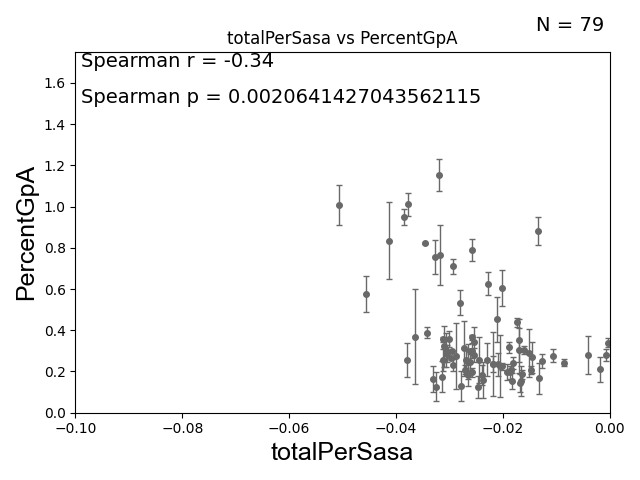 N = 79
totalPerSasa vs PercentGpA
Spearman r = -0.34
Spearman p = 0.0020641427043562115
PercentGpA
1.6
1.4
1.2
1.0
0.8
0.6
0.4
0.2
0.0
−0.10 −0.08 −0.06 −0.04 −0.02 0.00
totalPerSasa